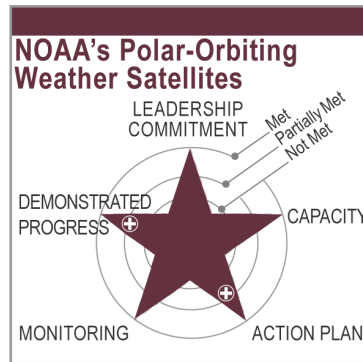 NOAA's Polar-Orbiting
Weather Satellites
LEADERSHIP
COMMITMENT
Met
Partially Met
Not Met
DEMONSTRATED
PROGRESS
CAPACITY
MONITORING
ACTION PLAN